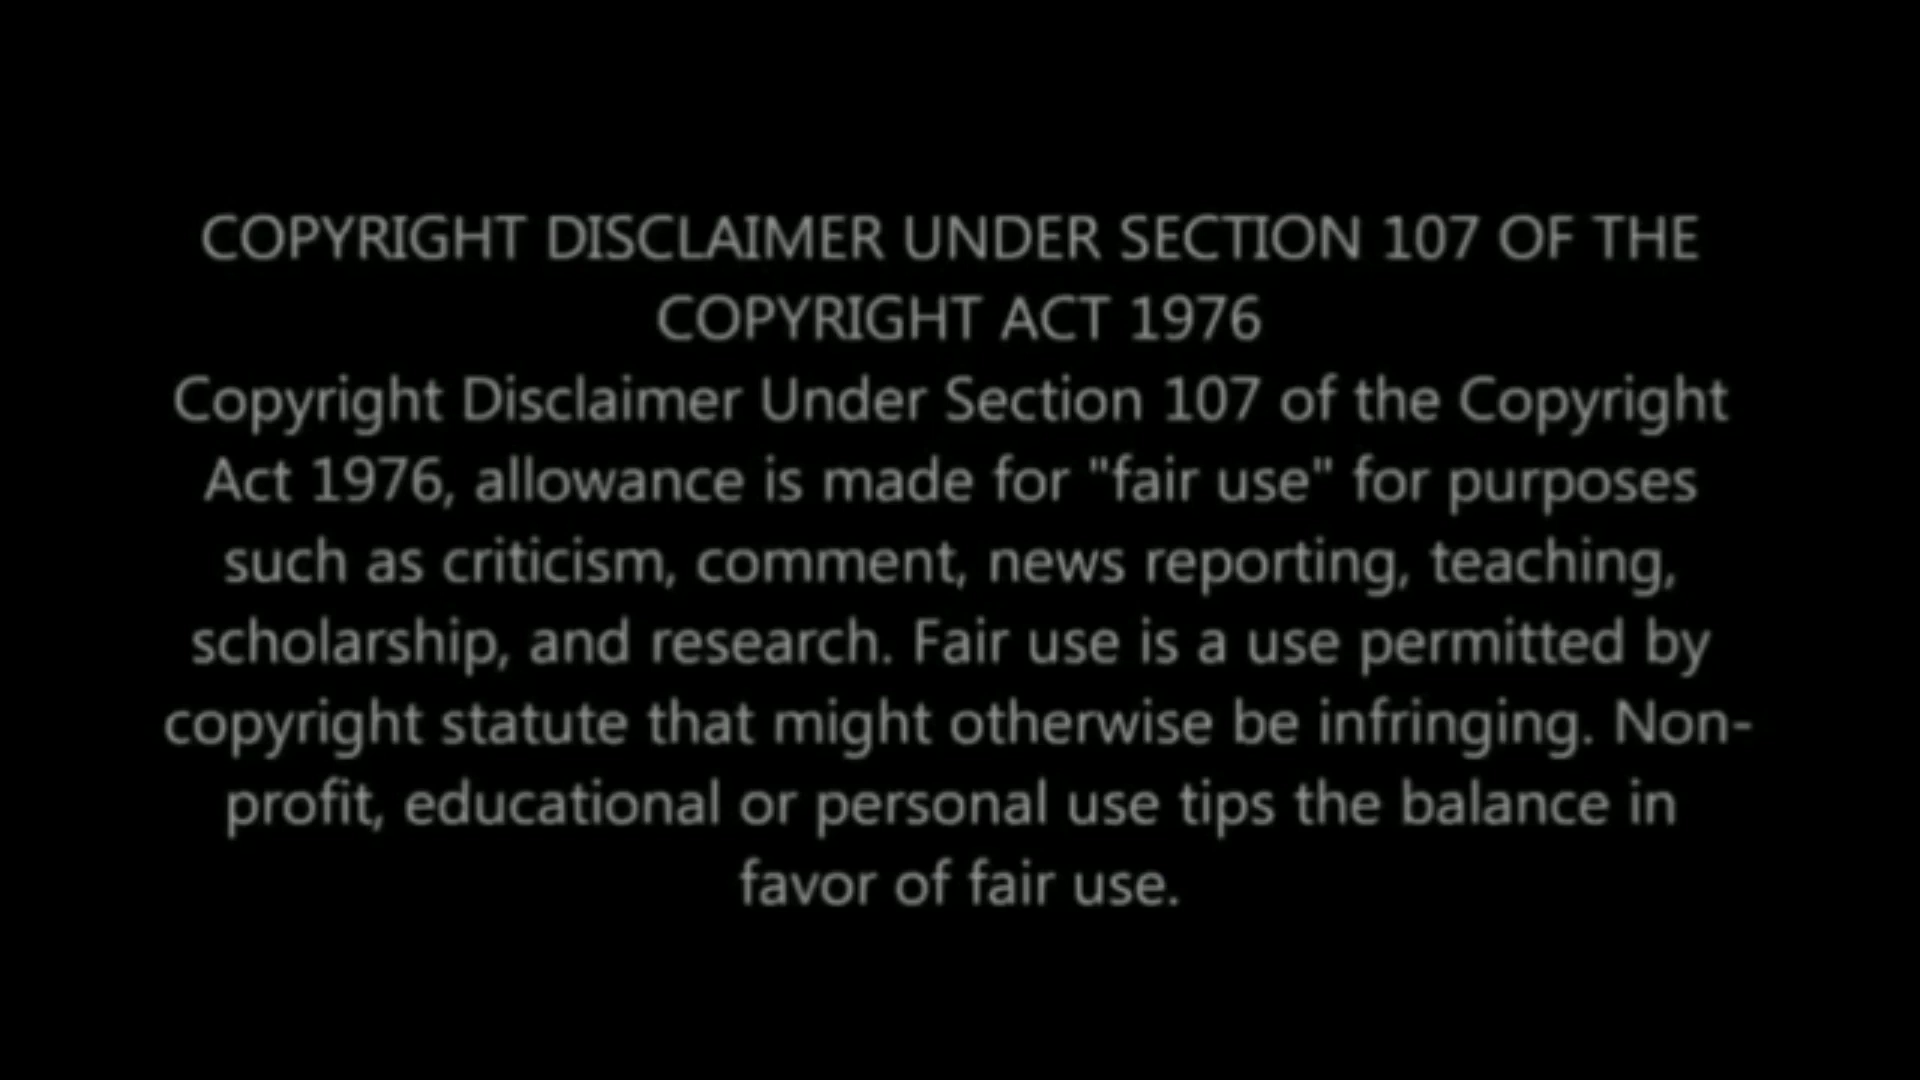 COPYRIGHT DISCLAIMER UNDER SECTION 107 OF THE
COPYRIGHT ACT 1976
Copyright Disclaimer Under Section 107 of the Copyright
Act 1976, allowance is made for "fair use" for purposes
such as criticism, comment, news reporting, teaching,
scholarship, and research. Fair use is a use permitted by
copyright statute that might otherwise be infringing. Non-
profit, educational or personal use tips the balance in
favor of fair use.